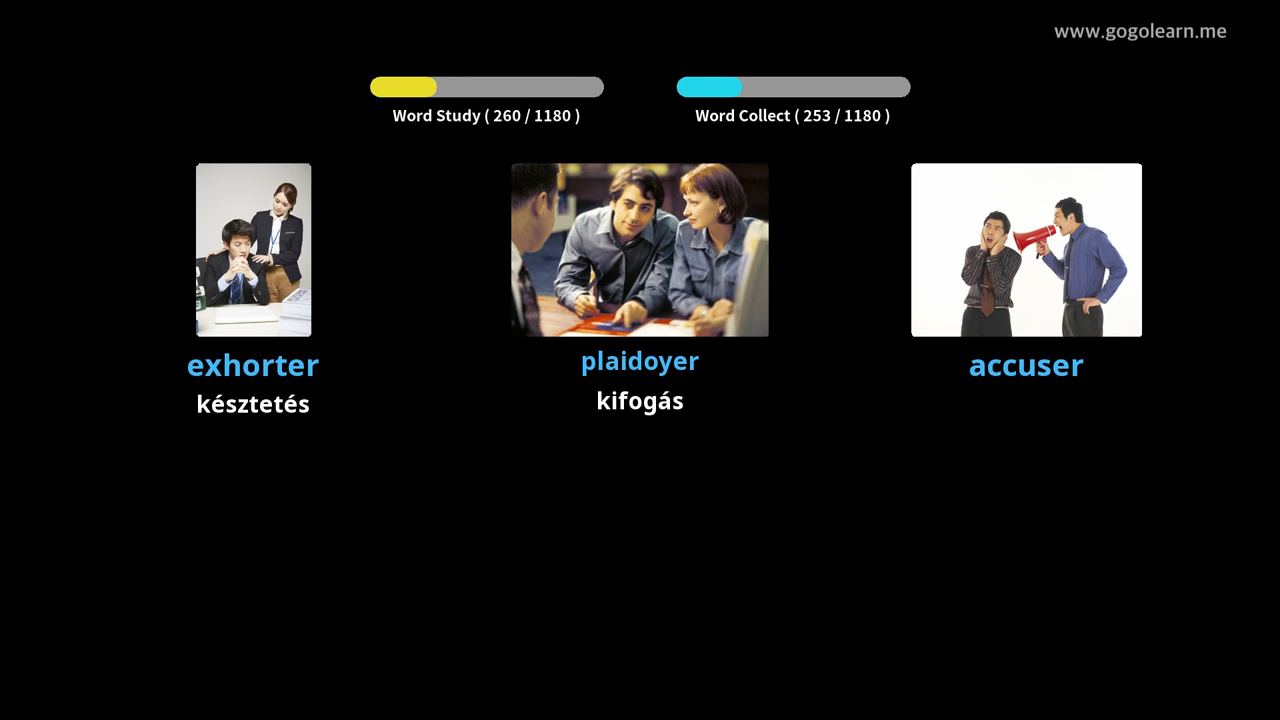 www.gogolearn.me
Word Study ( 260 / 1180 )
Word Collect ( 253 / 1180 )
exhorter
késztetés
plaidoyer
kifogás
accuser